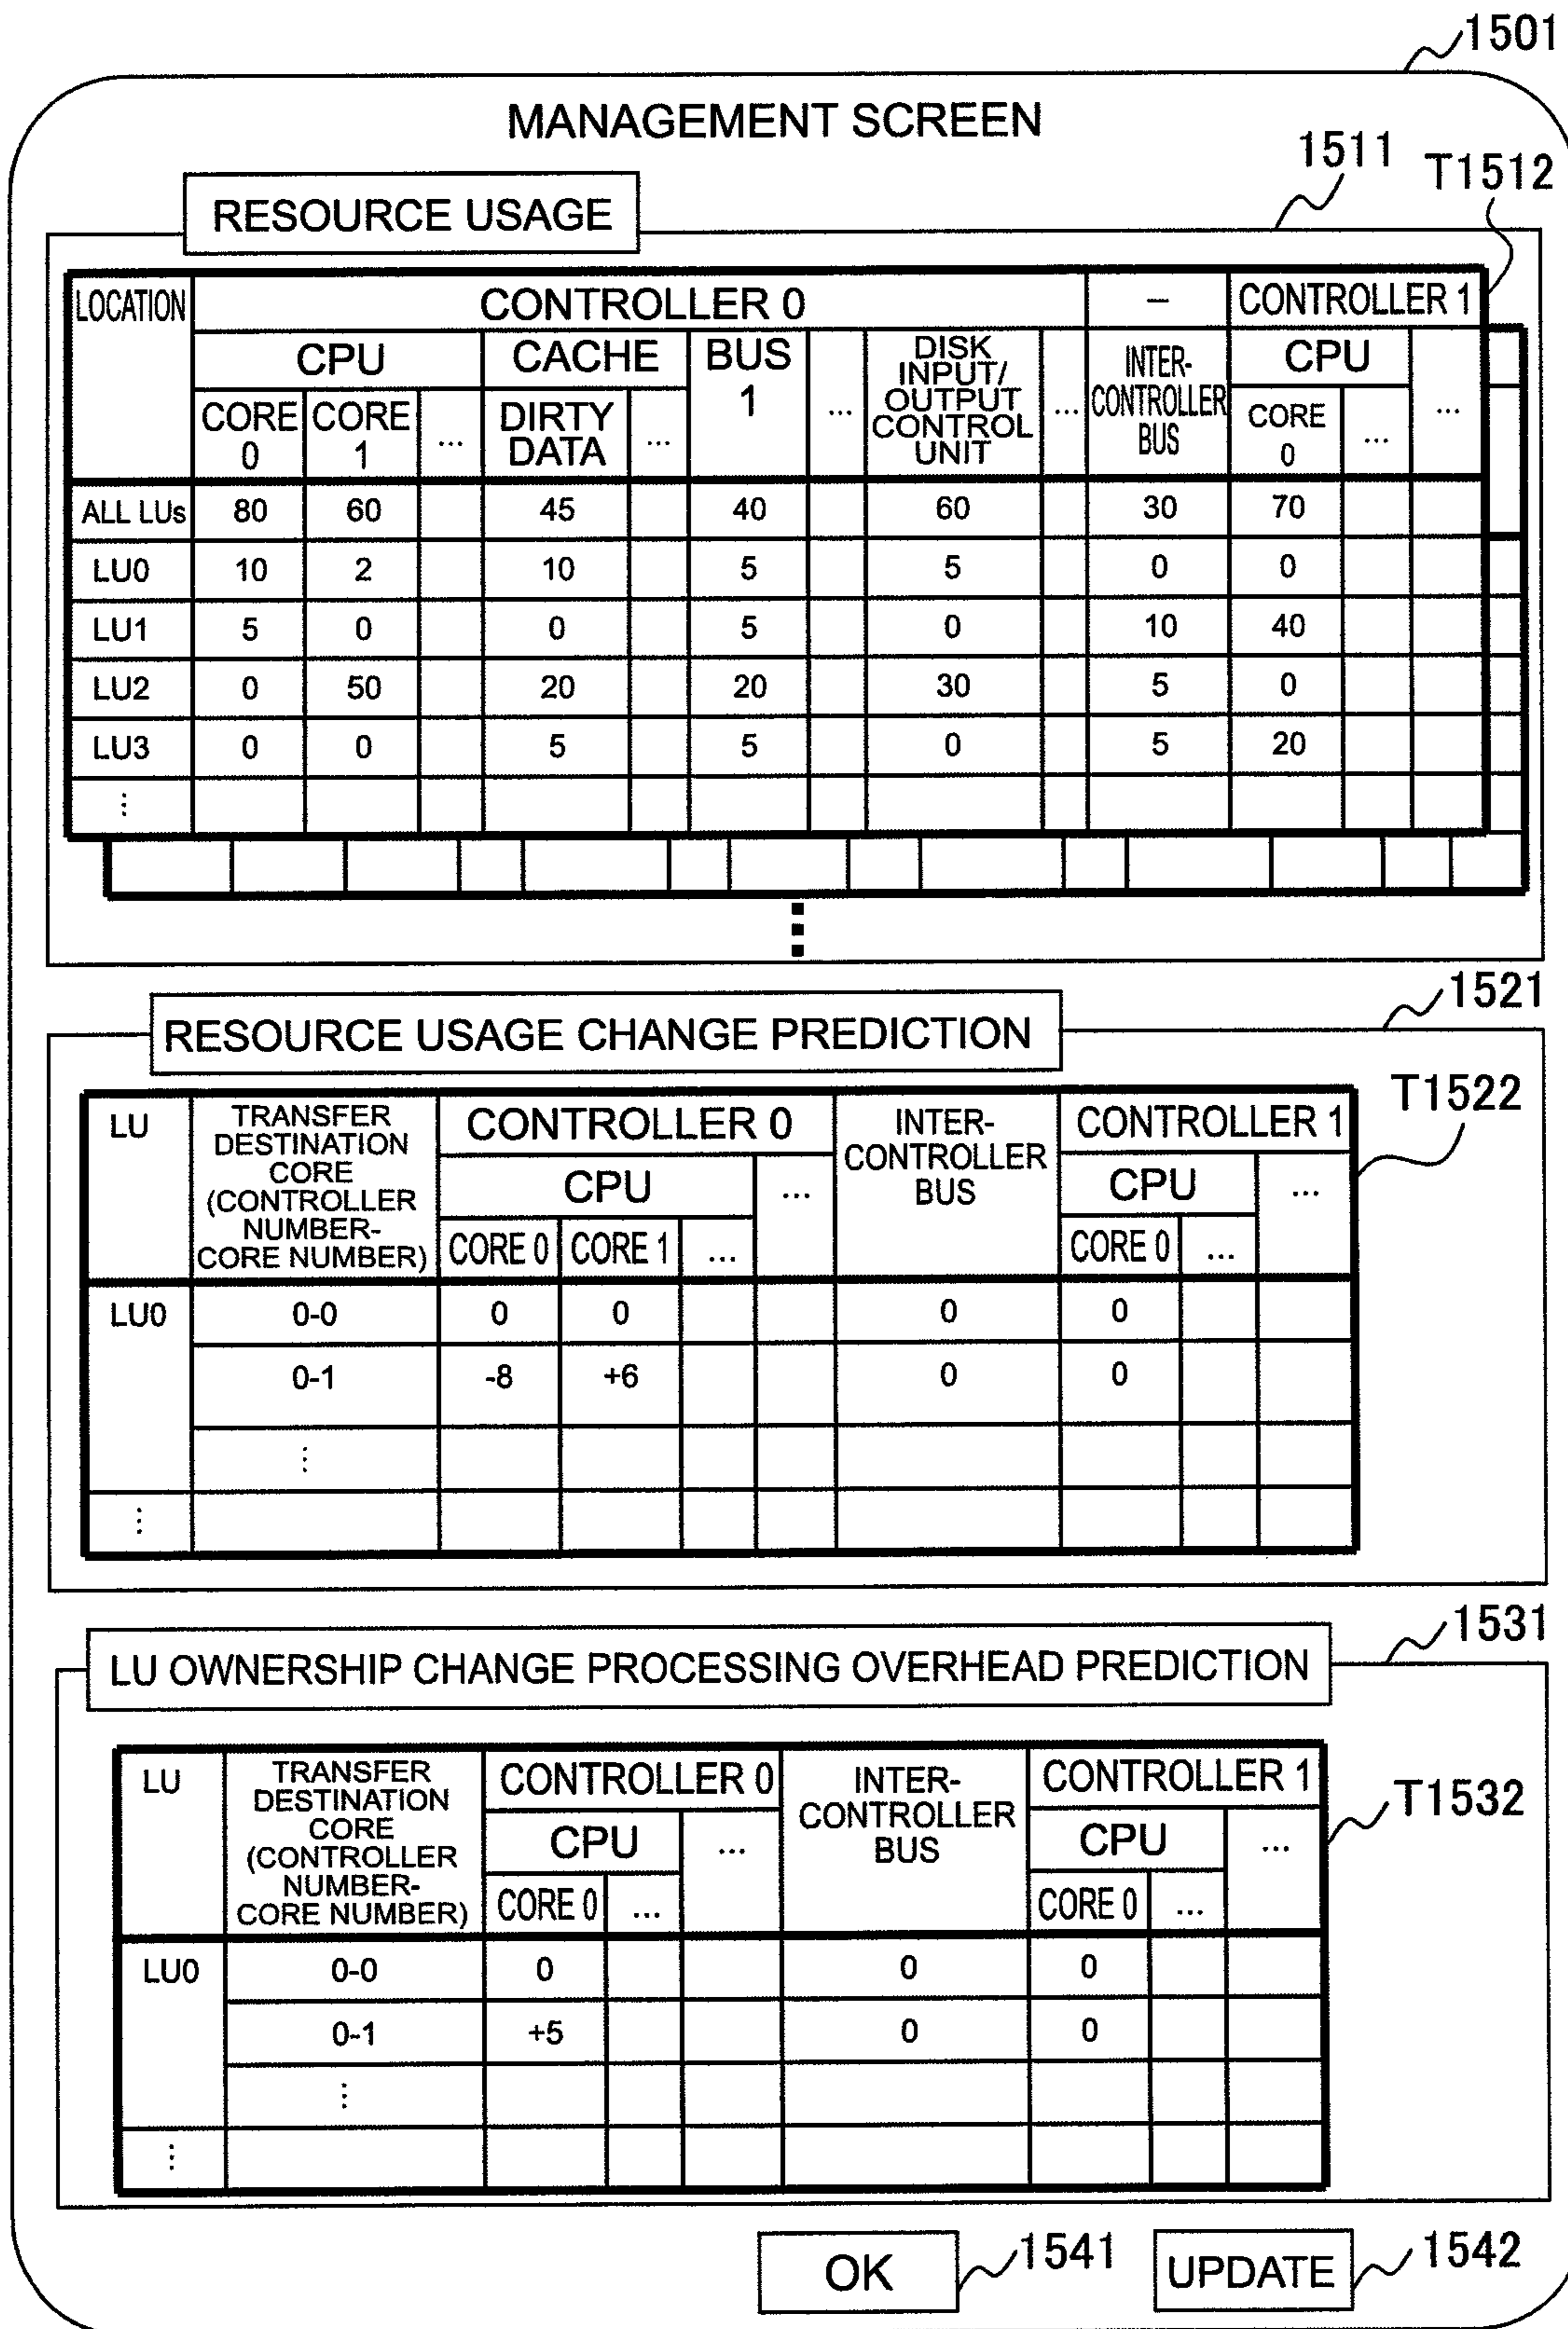 1501
MANAGEMENT SCREEN
1511
T1512
RESOURCE USAGE
LOCATION CONTROLLER 0 – CONTROLLER 1
CPU CACHE BUS 1 ... DISK INPUT/OUTPUT CONTROL UNIT ... INTER-CONTROLLER BUS CPU ...
CORE 0 CORE 1 ... DIRTY DATA ... CORE 0 ...
ALL LUs 80 60 45 40 60 30 70
LU0 10 2 10 5 5 0 0
LU1 5 0 0 5 0 10 40
LU2 0 50 20 20 30 5 0
LU3 0 0 5 5 0 5 20
⋮
⋮
1521
RESOURCE USAGE CHANGE PREDICTION
T1522
LU TRANSFER DESTINATION CORE (CONTROLLER NUMBER-CORE NUMBER) CONTROLLER 0 INTER-CONTROLLER BUS CONTROLLER 1
CPU ... CPU ...
CORE 0 CORE 1 ... CORE 0 ...
LU0 0-0 0 0 0 0
0-1 -8 +6 0 0
⋮
⋮
1531
LU OWNERSHIP CHANGE PROCESSING OVERHEAD PREDICTION
T1532
LU TRANSFER DESTINATION CORE (CONTROLLER NUMBER-CORE NUMBER) CONTROLLER 0 INTER-CONTROLLER BUS CONTROLLER 1
CPU ... CPU ...
CORE 0 ... CORE 0 ...
LU0 0-0 0 0 0
0-1 +5 0 0
⋮
⋮
OK 1541 UPDATE 1542